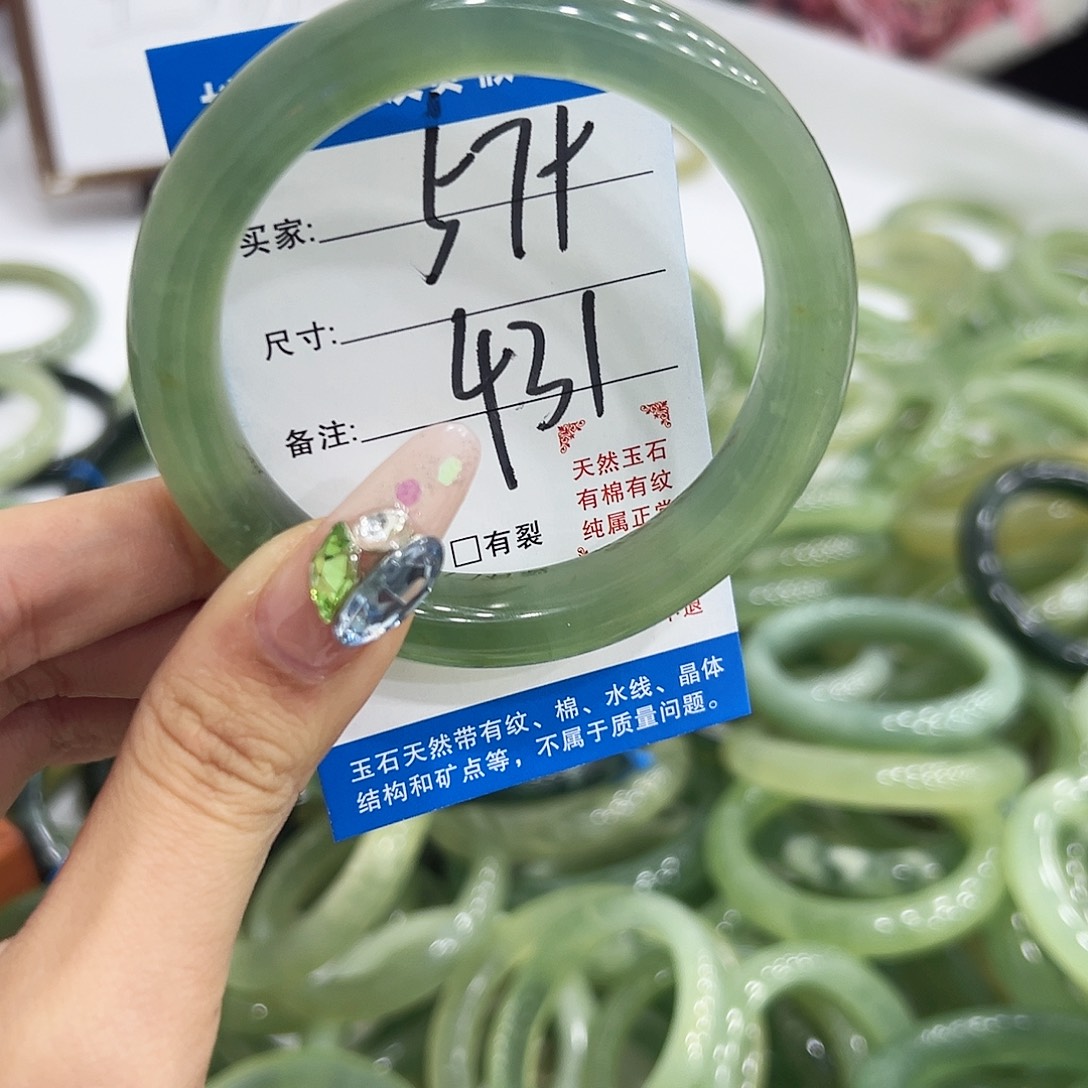 买家:
57+
尺寸:
431
备注:
天然玉石
有棉有纹
纯属正常
□有裂
玉石天然带有纹、棉、水线、晶体
结构和矿点等，不属于质量问题。